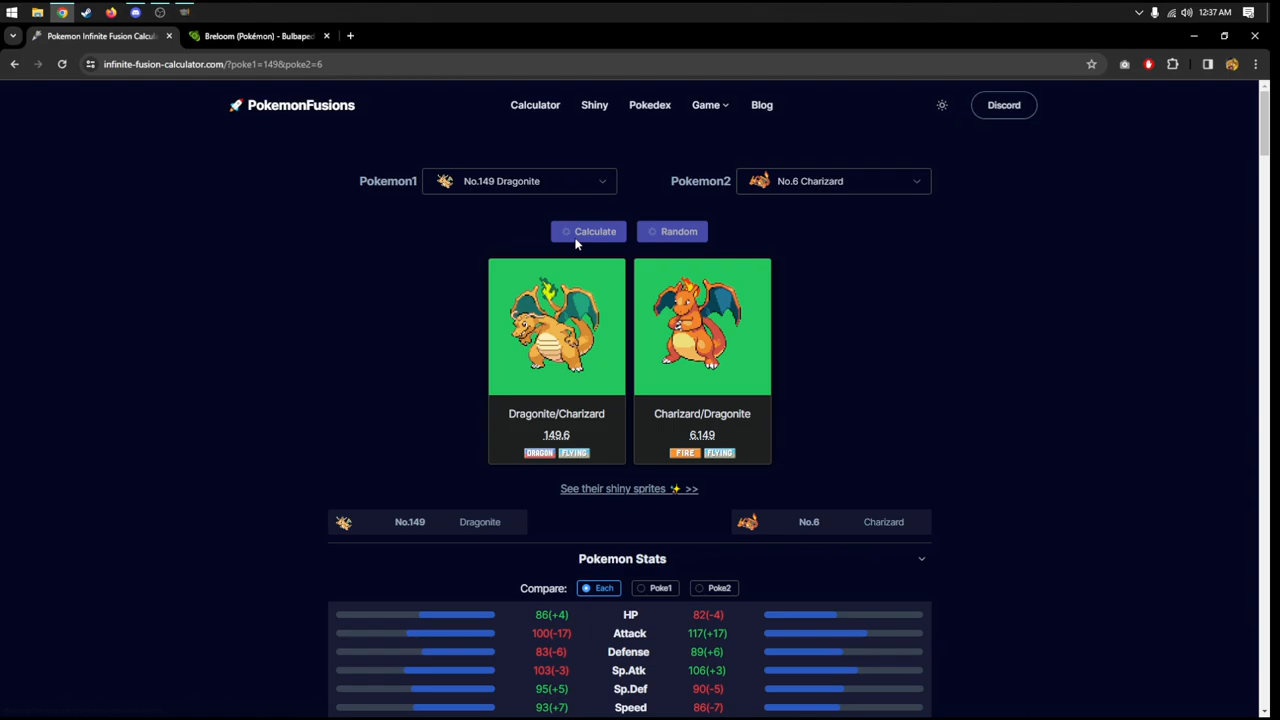 12:37 AM
Pokemon Infinite Fusion Calcula
Breloom (Pokémon) - Bulbaped
infinite-fusion-calculator.com/?poke1=149&poke2=6
PokemonFusions
Calculator Shiny Pokedex Game Blog
Discord
Pokemon1 No.149 Dragonite Pokemon2 No.6 Charizard
Calculate Random
Dragonite/Charizard Charizard/Dragonite
149.6 6.149
DRAGON FLYING FIRE FLYING
See their shiny sprites ✨ >>
No.149 Dragonite No.6 Charizard
Pokemon Stats
Compare: Each Poke1 Poke2
86(+4) HP 82(-4)
100(-17) Attack 117(+17)
83(-6) Defense 89(+6)
103(-3) Sp.Atk 106(+3)
95(+5) Sp.Def 90(-5)
93(+7) Speed 86(-7)